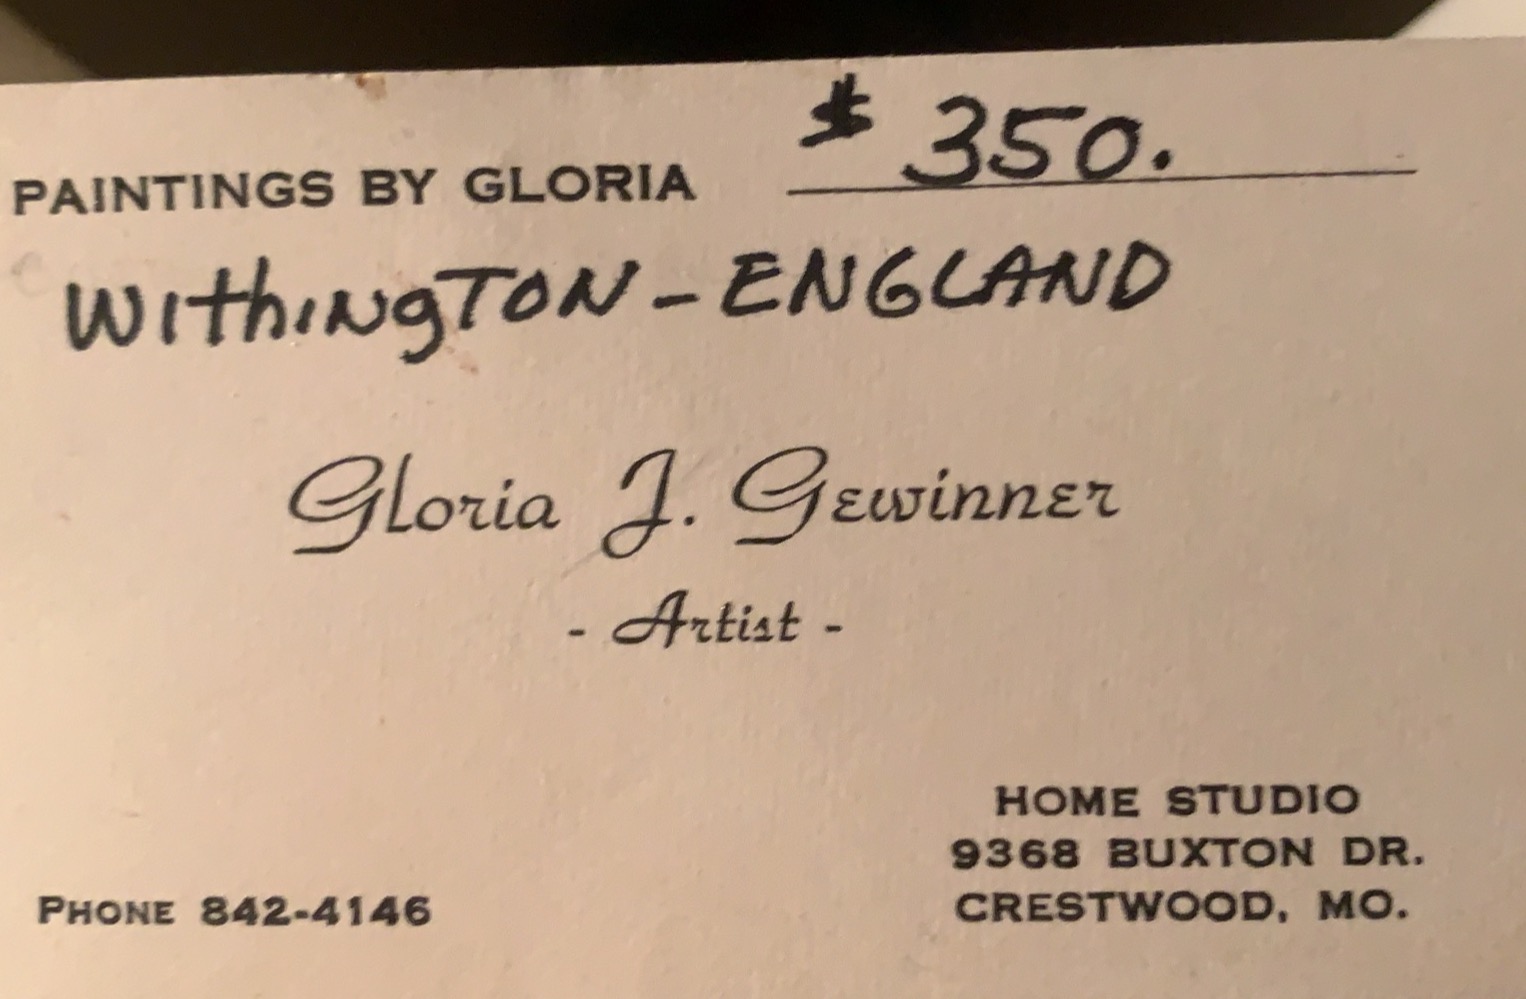 PAINTINGS BY GLORIA $ 350.
WIthINgTON - ENGLAND
Gloria J. Gewinner
- Artist -
HOME STUDIO
9368 BUXTON DR.
CRESTWOOD, MO.
PHONE 842-4146